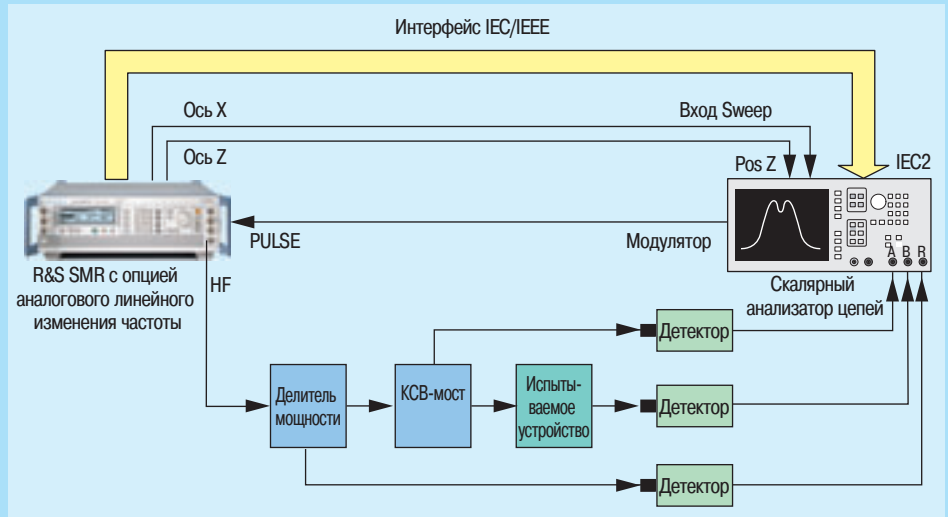 Интерфейс IEC/IEEE
Ось X
Вход Sweep
Ось Z
Pos Z
IEC2
PULSE
Модулятор
A B R
R&S SMR с опцией
аналогового линейного
изменения частоты
HF
Скалярный
анализатор цепей
Детектор
Делитель
мощности
КСВ-мост
Испыты-
ваемое
устройство
Детектор
Детектор